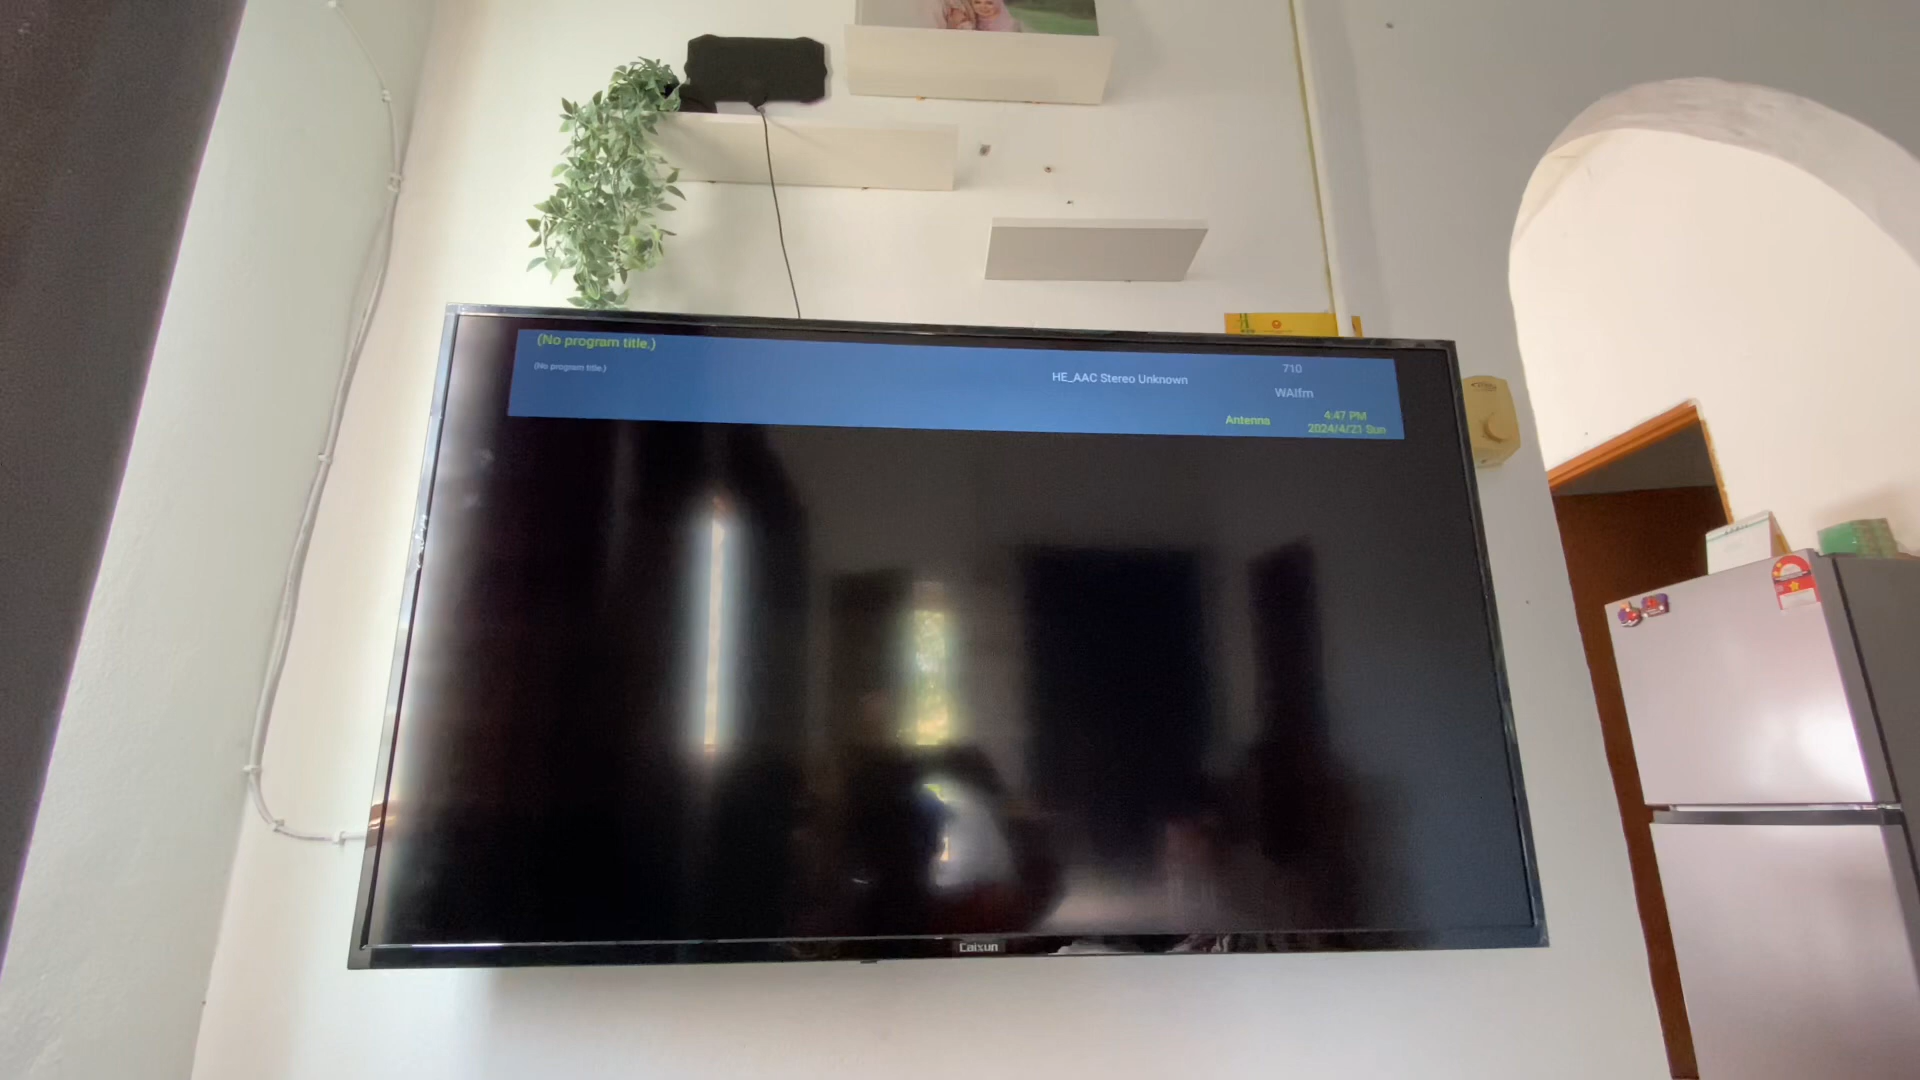 (No program title.)
(No program title.)
HE_AAC Stereo Unknown
710
WAIfm
Antenna
4:47 PM
2024/4/21 Sun
Caixun